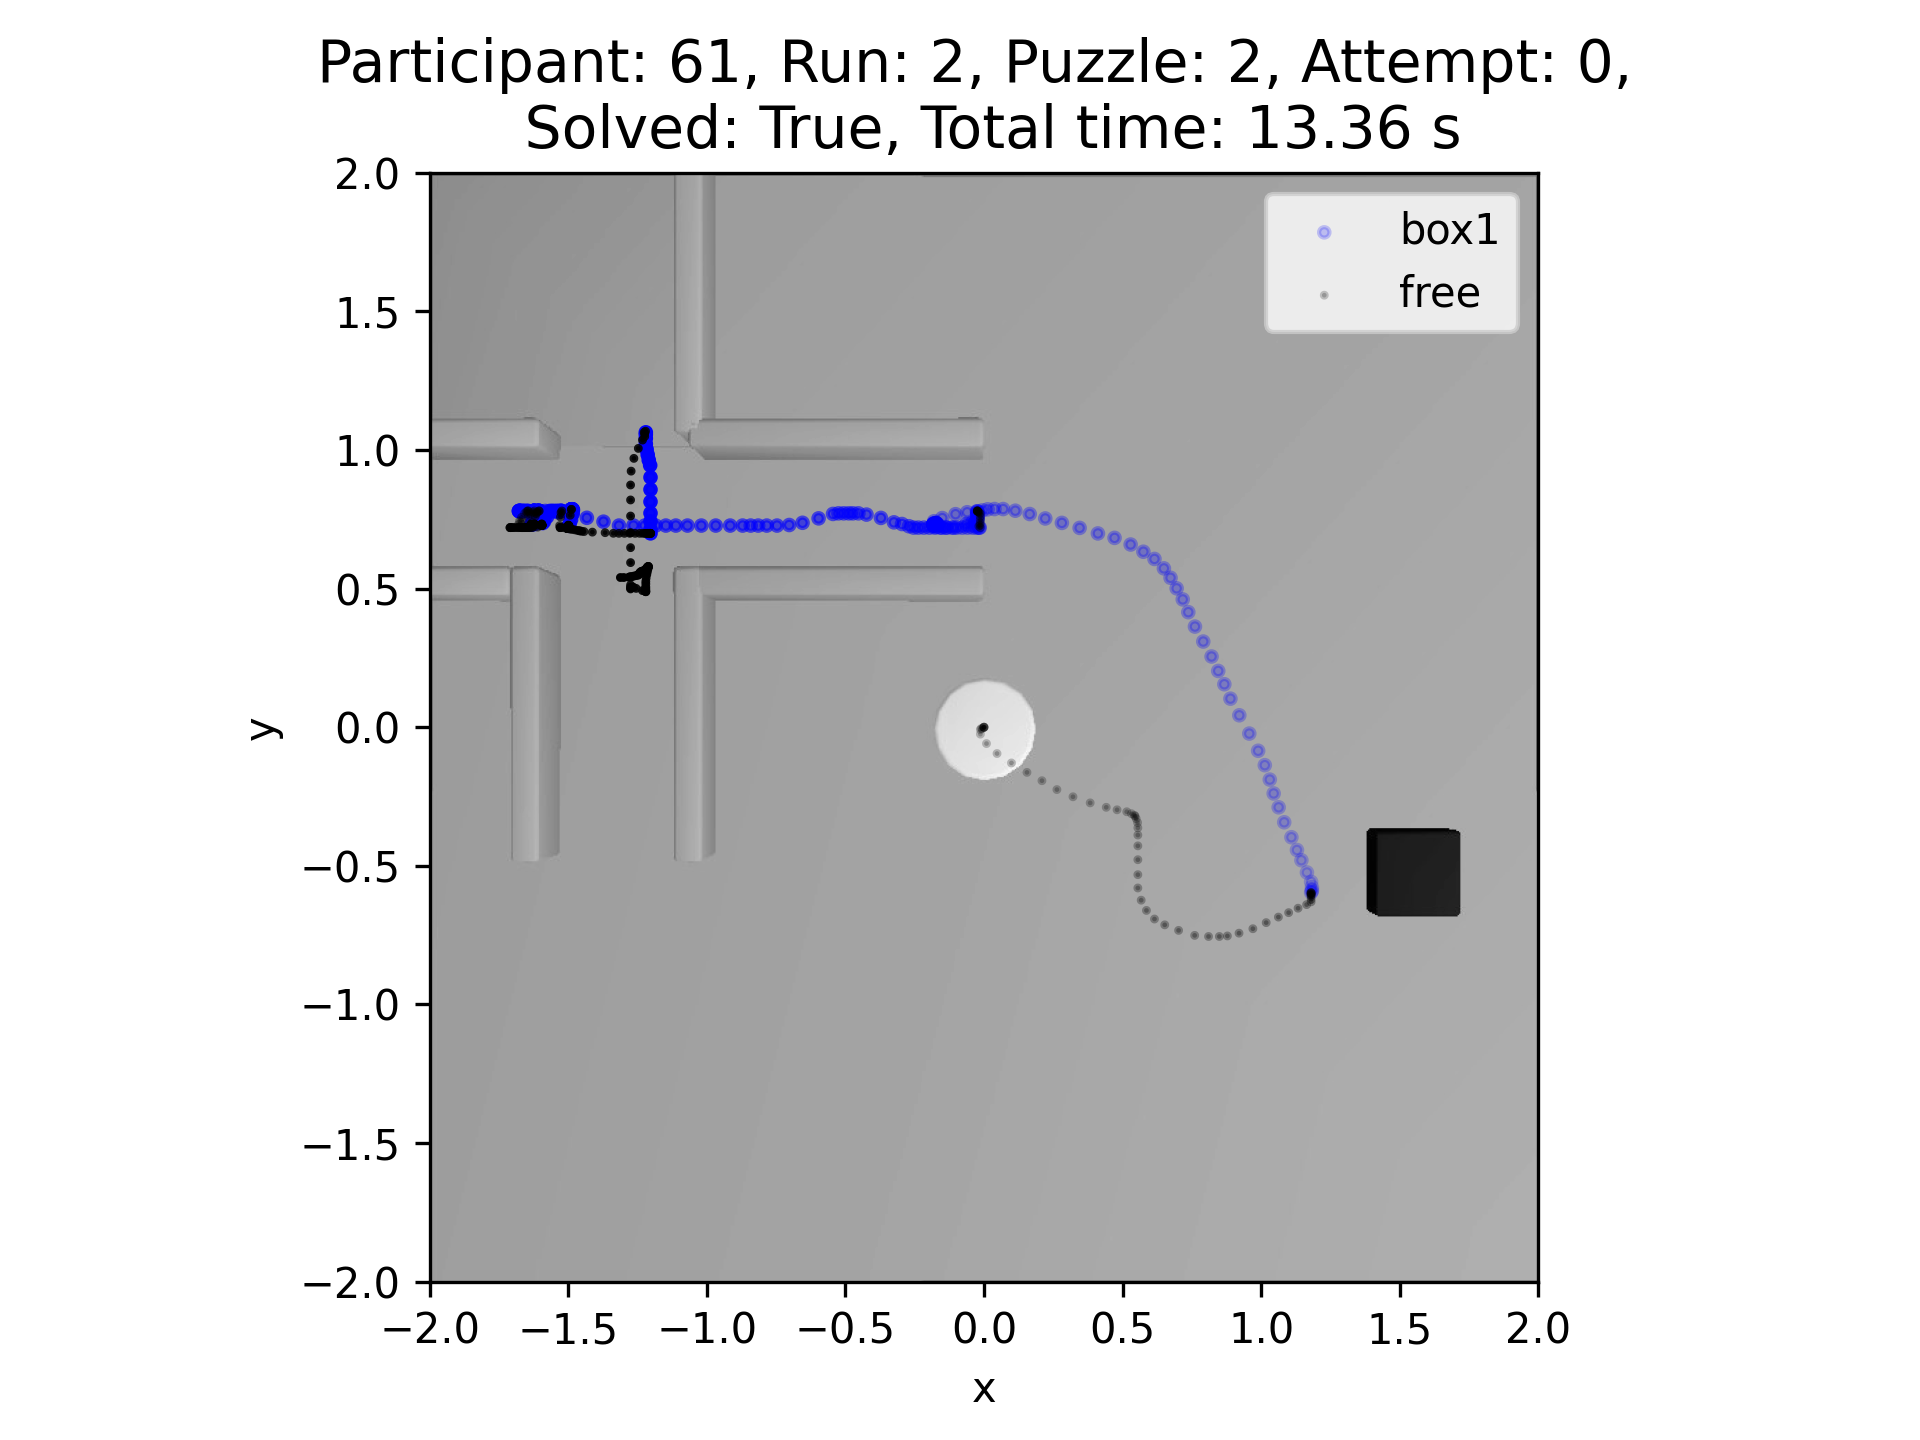 Participant: 61, Run: 2, Puzzle: 2, Attempt: 0,
Solved: True, Total time: 13.36 s
box1
free
2.0
1.5
1.0
0.5
0.0
−0.5
−1.0
−1.5
−2.0
y
−2.0 −1.5 −1.0 −0.5 0.0 0.5 1.0 1.5 2.0
x